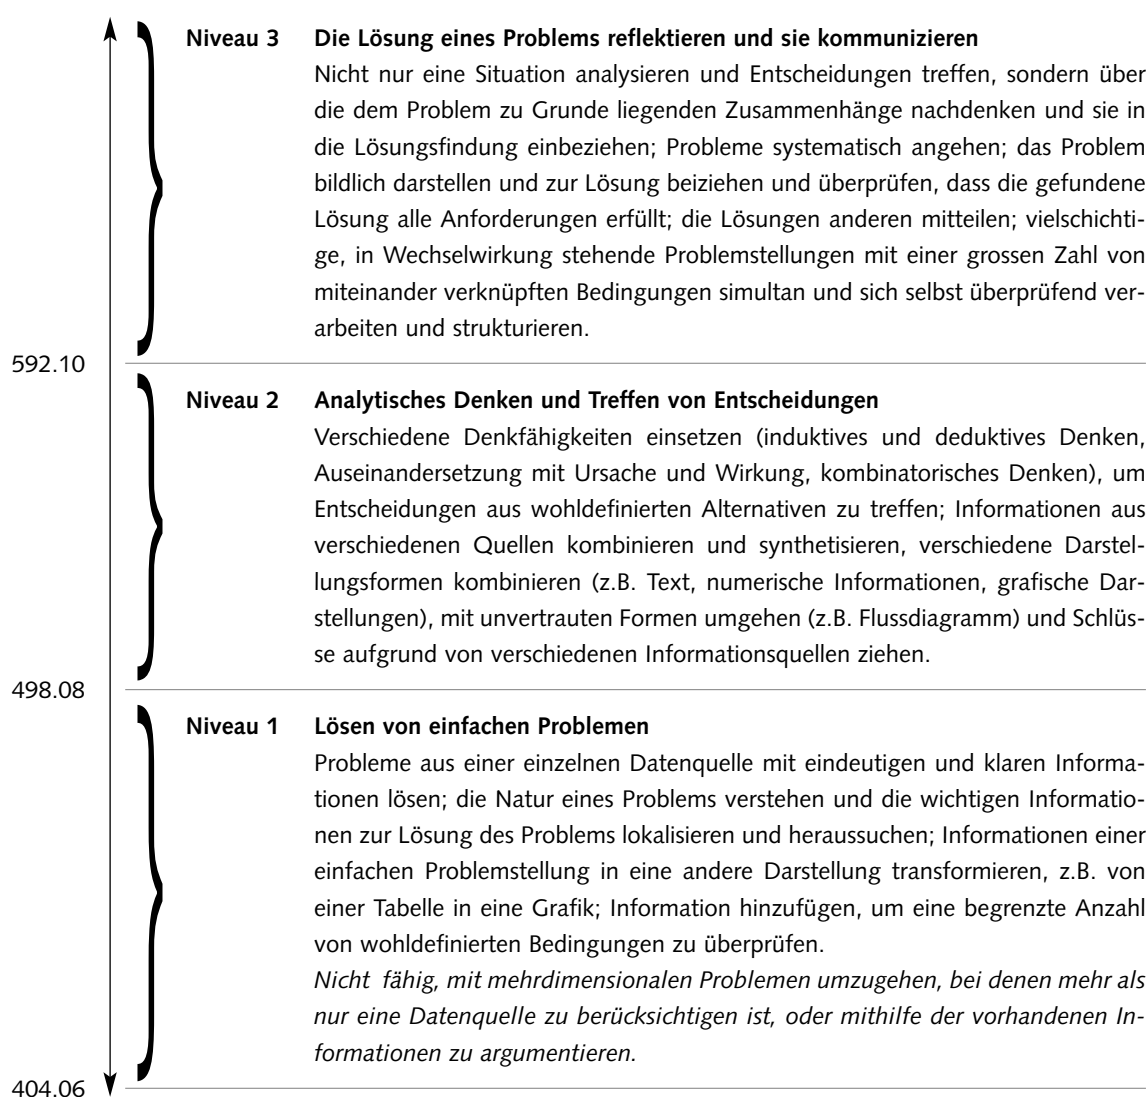 Niveau 3 Die Lösung eines Problems reflektieren und sie kommunizieren
Nicht nur eine Situation analysieren und Entscheidungen treffen, sondern über
die dem Problem zu Grunde liegenden Zusammenhänge nachdenken und sie in
die Lösungsfindung einbeziehen; Probleme systematisch angehen; das Problem
bildlich darstellen und zur Lösung beiziehen und überprüfen, dass die gefundene
Lösung alle Anforderungen erfüllt; die Lösungen anderen mitteilen; vielschichti-
ge, in Wechselwirkung stehende Problemstellungen mit einer grossen Zahl von
miteinander verknüpften Bedingungen simultan und sich selbst überprüfend ver-
arbeiten und strukturieren.
592.10
Niveau 2 Analytisches Denken und Treffen von Entscheidungen
Verschiedene Denkfähigkeiten einsetzen (induktives und deduktives Denken,
Auseinandersetzung mit Ursache und Wirkung, kombinatorisches Denken), um
Entscheidungen aus wohldefinierten Alternativen zu treffen; Informationen aus
verschiedenen Quellen kombinieren und synthetisieren, verschiedene Darstel-
lungsformen kombinieren (z.B. Text, numerische Informationen, grafische Dar-
stellungen), mit unvertrauten Formen umgehen (z.B. Flussdiagramm) und Schlüs-
se aufgrund von verschiedenen Informationsquellen ziehen.
498.08
Niveau 1 Lösen von einfachen Problemen
Probleme aus einer einzelnen Datenquelle mit eindeutigen und klaren Informa-
tionen lösen; die Natur eines Problems verstehen und die wichtigen Informatio-
nen zur Lösung des Problems lokalisieren und heraussuchen; Informationen einer
einfachen Problemstellung in eine andere Darstellung transformieren, z.B. von
einer Tabelle in eine Grafik; Information hinzufügen, um eine begrenzte Anzahl
von wohldefinierten Bedingungen zu überprüfen.
Nicht fähig, mit mehrdimensionalen Problemen umzugehen, bei denen mehr als
nur eine Datenquelle zu berücksichtigen ist, oder mithilfe der vorhandenen In-
formationen zu argumentieren.
404.06